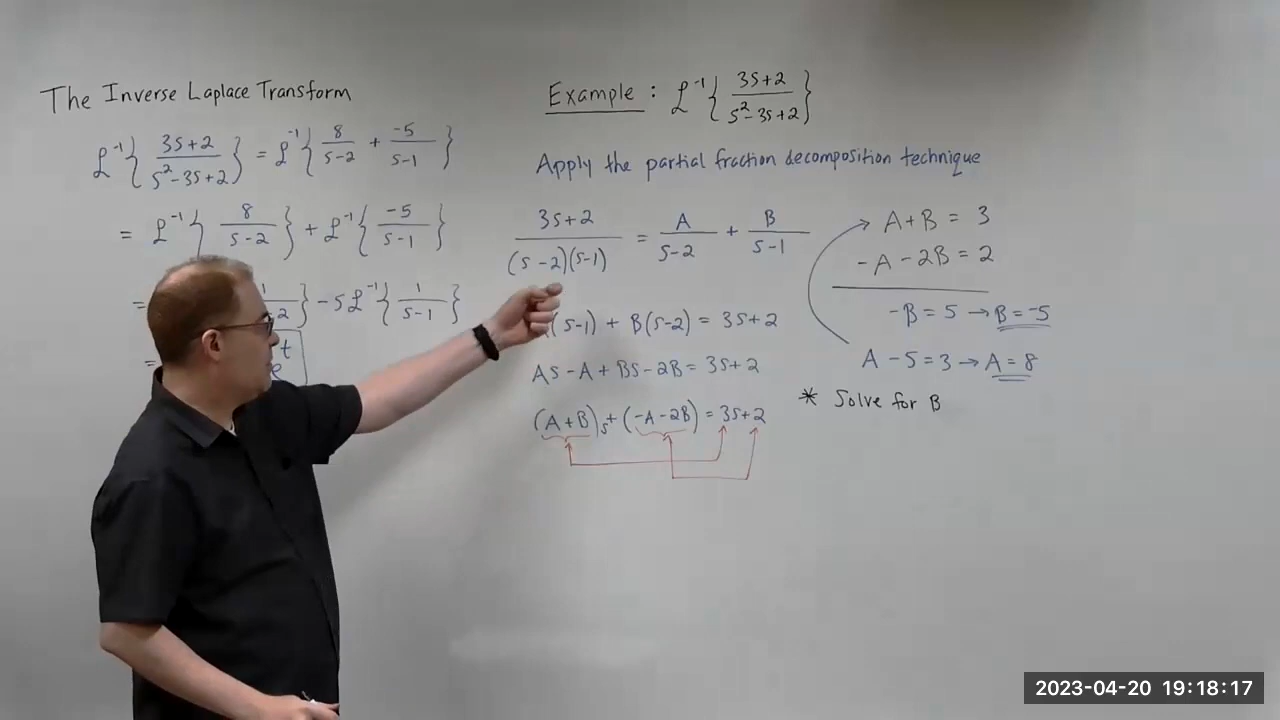 The Inverse Laplace Transform
ℒ⁻¹{ (3s+2)/(s²-3s+2) } = ℒ⁻¹{ 8/(s-2) + -5/(s-1) }
= ℒ⁻¹{ 8/(s-2) } + ℒ⁻¹{ -5/(s-1) }
= } - 5ℒ⁻¹{ 1/(s-1) }
=
Example : ℒ⁻¹{ (3s+2)/(s²-3s+2) }
Apply the partial fraction decomposition technique
(3s+2)/((s-2)(s-1)) = A/(s-2) + B/(s-1)
(s-1) + B(s-2) = 3s+2
As - A + Bs - 2B = 3s+2
(A+B)s + (-A-2B) = 3s+2
A+B = 3
-A - 2B = 2
-B = 5 → B = -5
A - 5 = 3 → A = 8
* Solve for B
2023-04-20 19:18:17